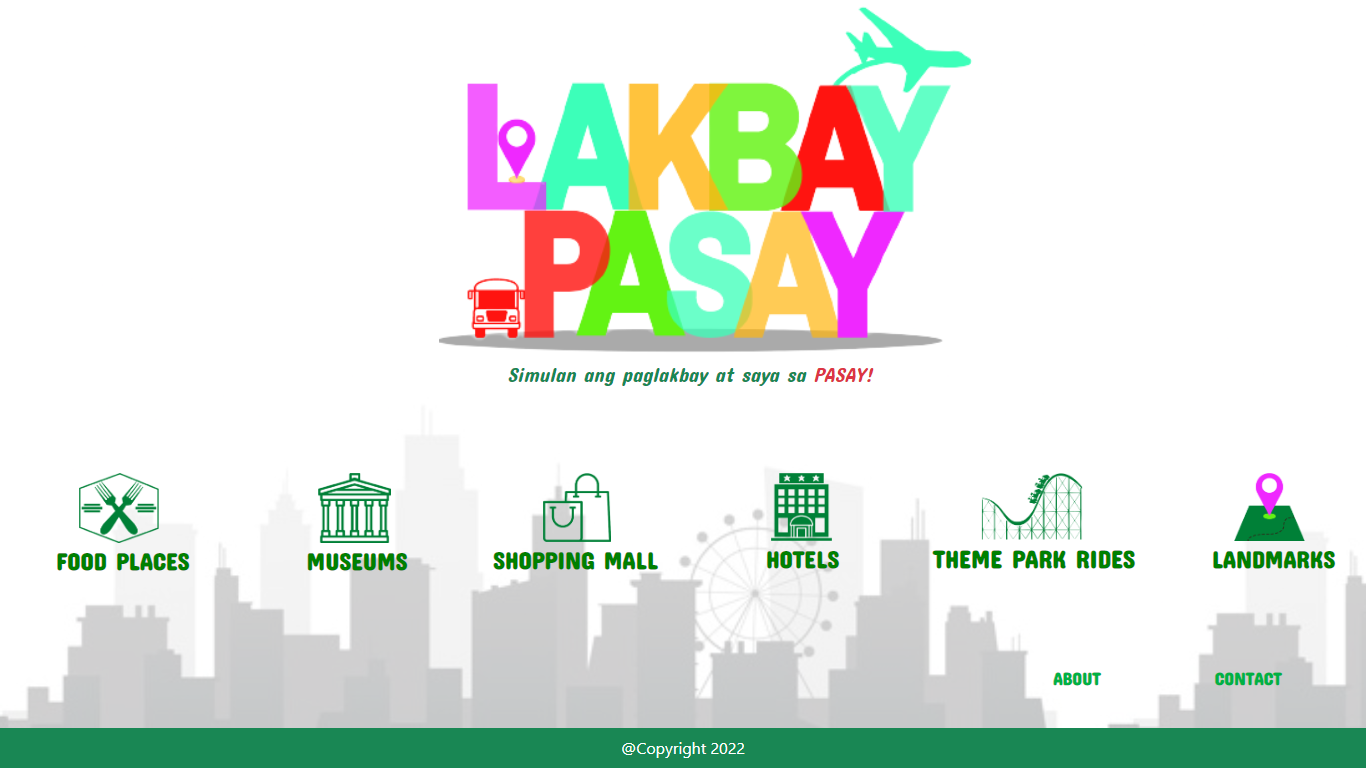 LAKBAY
PASAY
Simulan ang paglakbay at saya sa PASAY!
FOOD PLACES
MUSEUMS
SHOPPING MALL
HOTELS
THEME PARK RIDES
LANDMARKS
ABOUT
CONTACT
@Copyright 2022